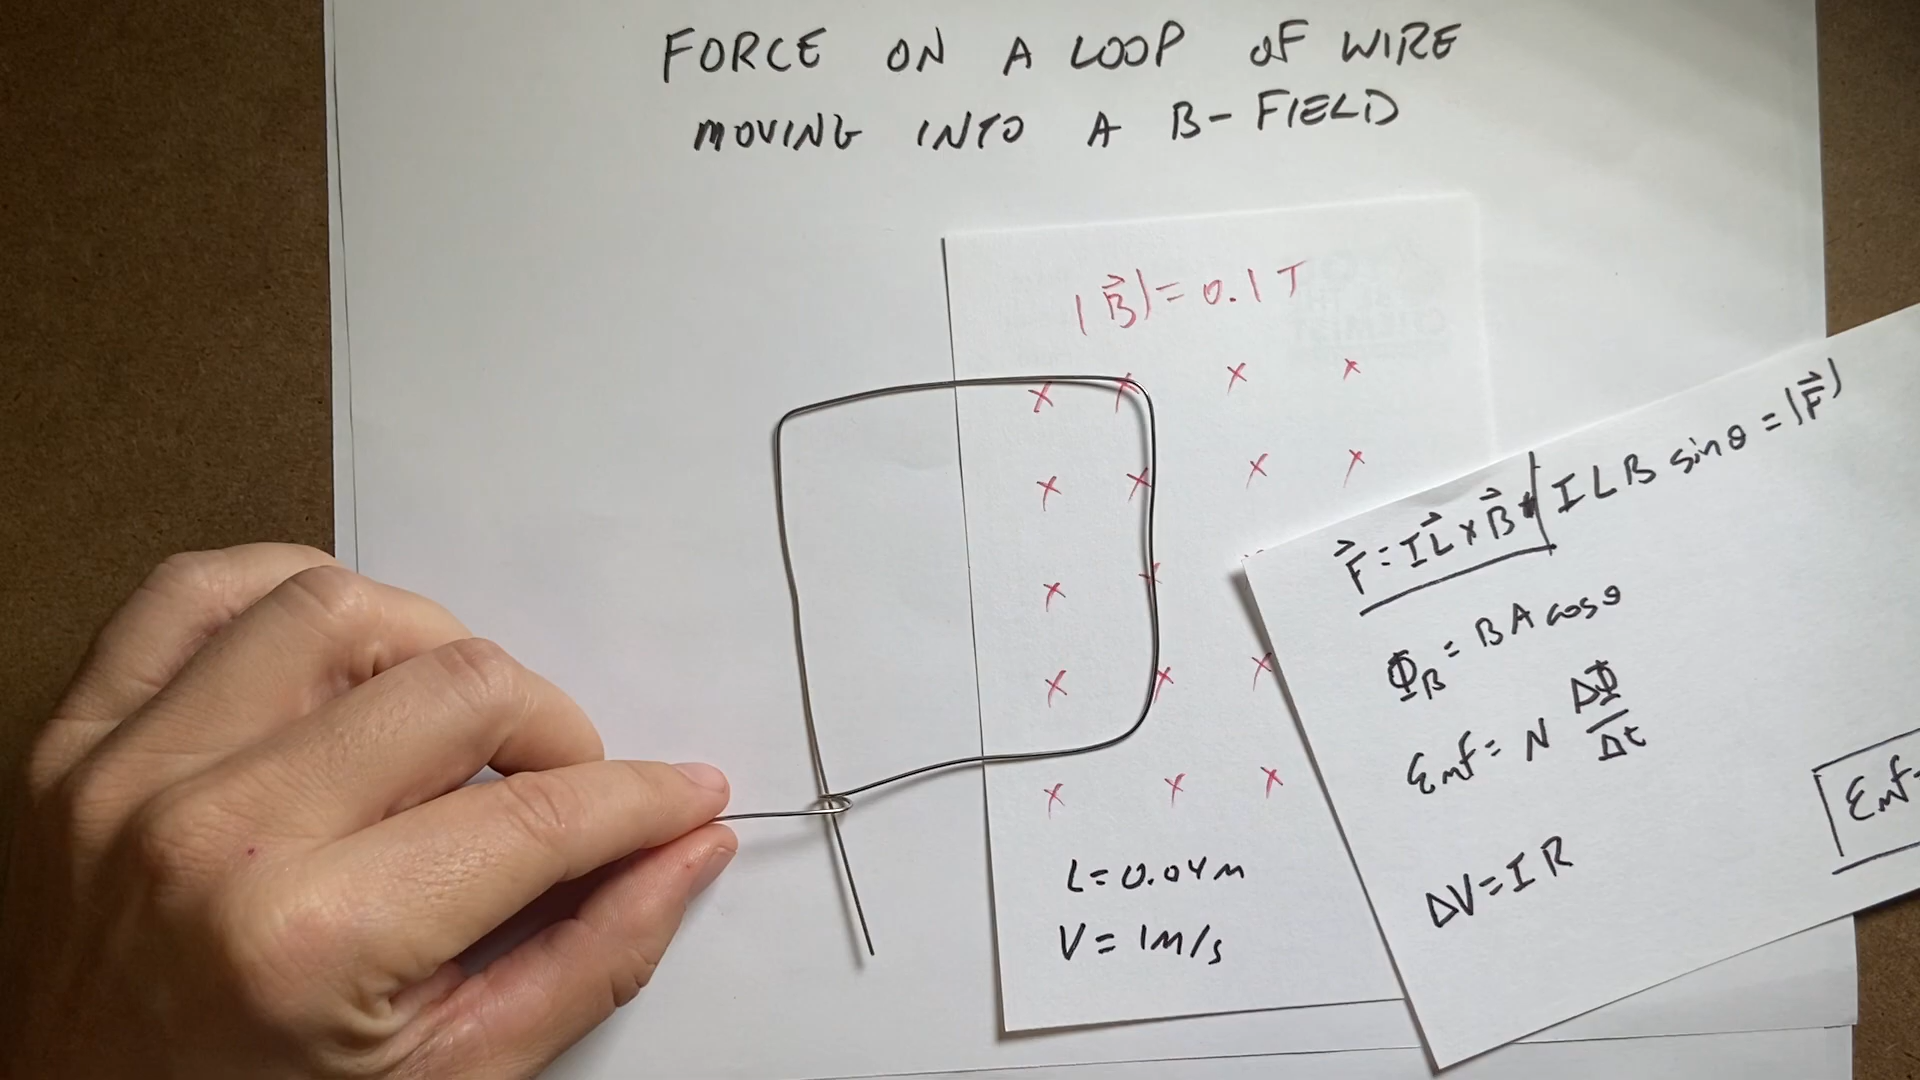 FORCE ON A LOOP OF WIRE
MOVING INTO A B-FIELD
|B⃗| = 0.1 T
x x x x
x x x x
x x
x x x
x x x
L = 0.04 m
V = 1 m/s
F⃗ = IL⃗ x B⃗ | ILB sin θ = |F⃗|
Φ_B = BA cos θ
Emf = N ΔΦ/Δt
ΔV = IR
Emf